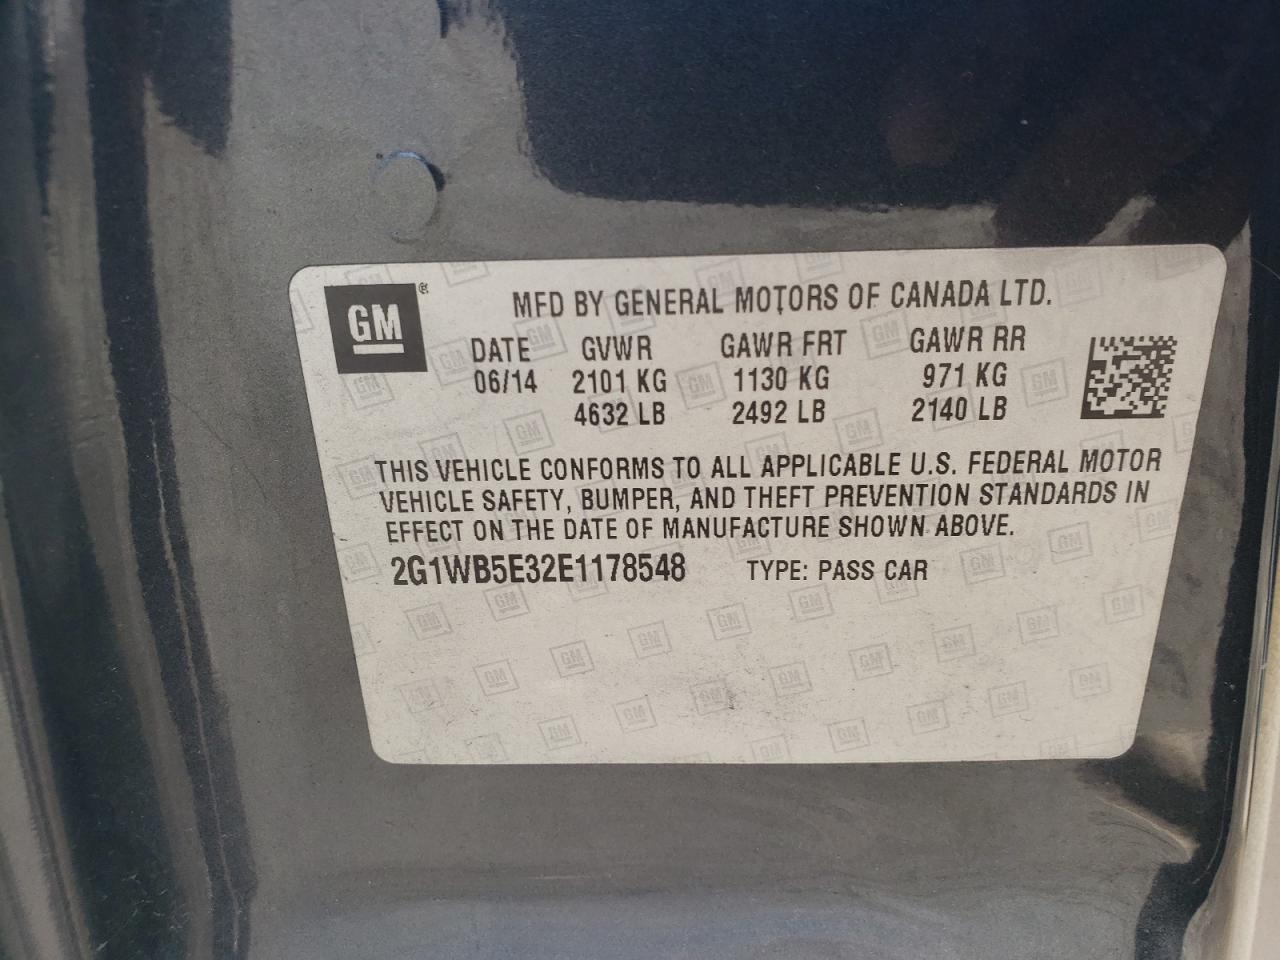 GM®
MFD BY GENERAL MOTORS OF CANADA LTD.
DATE GVWR GAWR FRT GAWR RR
06/14 2101 KG 1130 KG 971 KG
4632 LB 2492 LB 2140 LB
THIS VEHICLE CONFORMS TO ALL APPLICABLE U.S. FEDERAL MOTOR
VEHICLE SAFETY, BUMPER, AND THEFT PREVENTION STANDARDS IN
EFFECT ON THE DATE OF MANUFACTURE SHOWN ABOVE.
2G1WB5E32E1178548 TYPE: PASS CAR